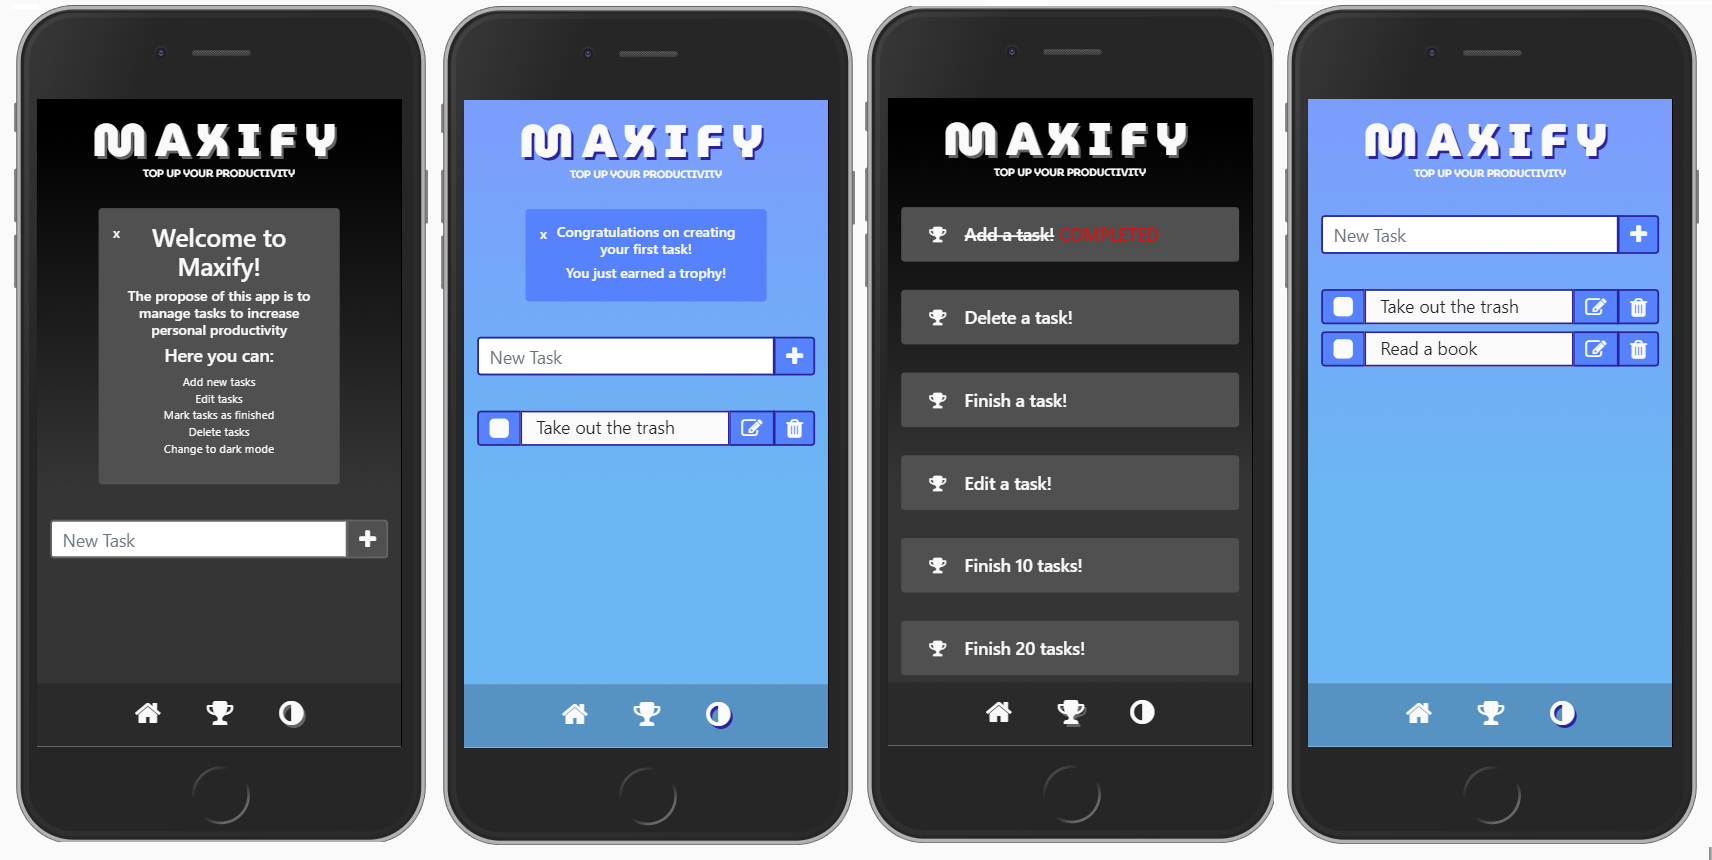 MAXIFY
TOP UP YOUR PRODUCTIVITY
x
Welcome to
Maxify!
The propose of this app is to
manage tasks to increase
personal productivity
Here you can:
Add new tasks
Edit tasks
Mark tasks as finished
Delete tasks
Change to dark mode
New Task
MAXIFY
TOP UP YOUR PRODUCTIVITY
x
Congratulations on creating
your first task!
You just earned a trophy!
New Task
Take out the trash
MAXIFY
TOP UP YOUR PRODUCTIVITY
Add a task! COMPLETED
Delete a task!
Finish a task!
Edit a task!
Finish 10 tasks!
Finish 20 tasks!
MAXIFY
TOP UP YOUR PRODUCTIVITY
New Task
Take out the trash
Read a book